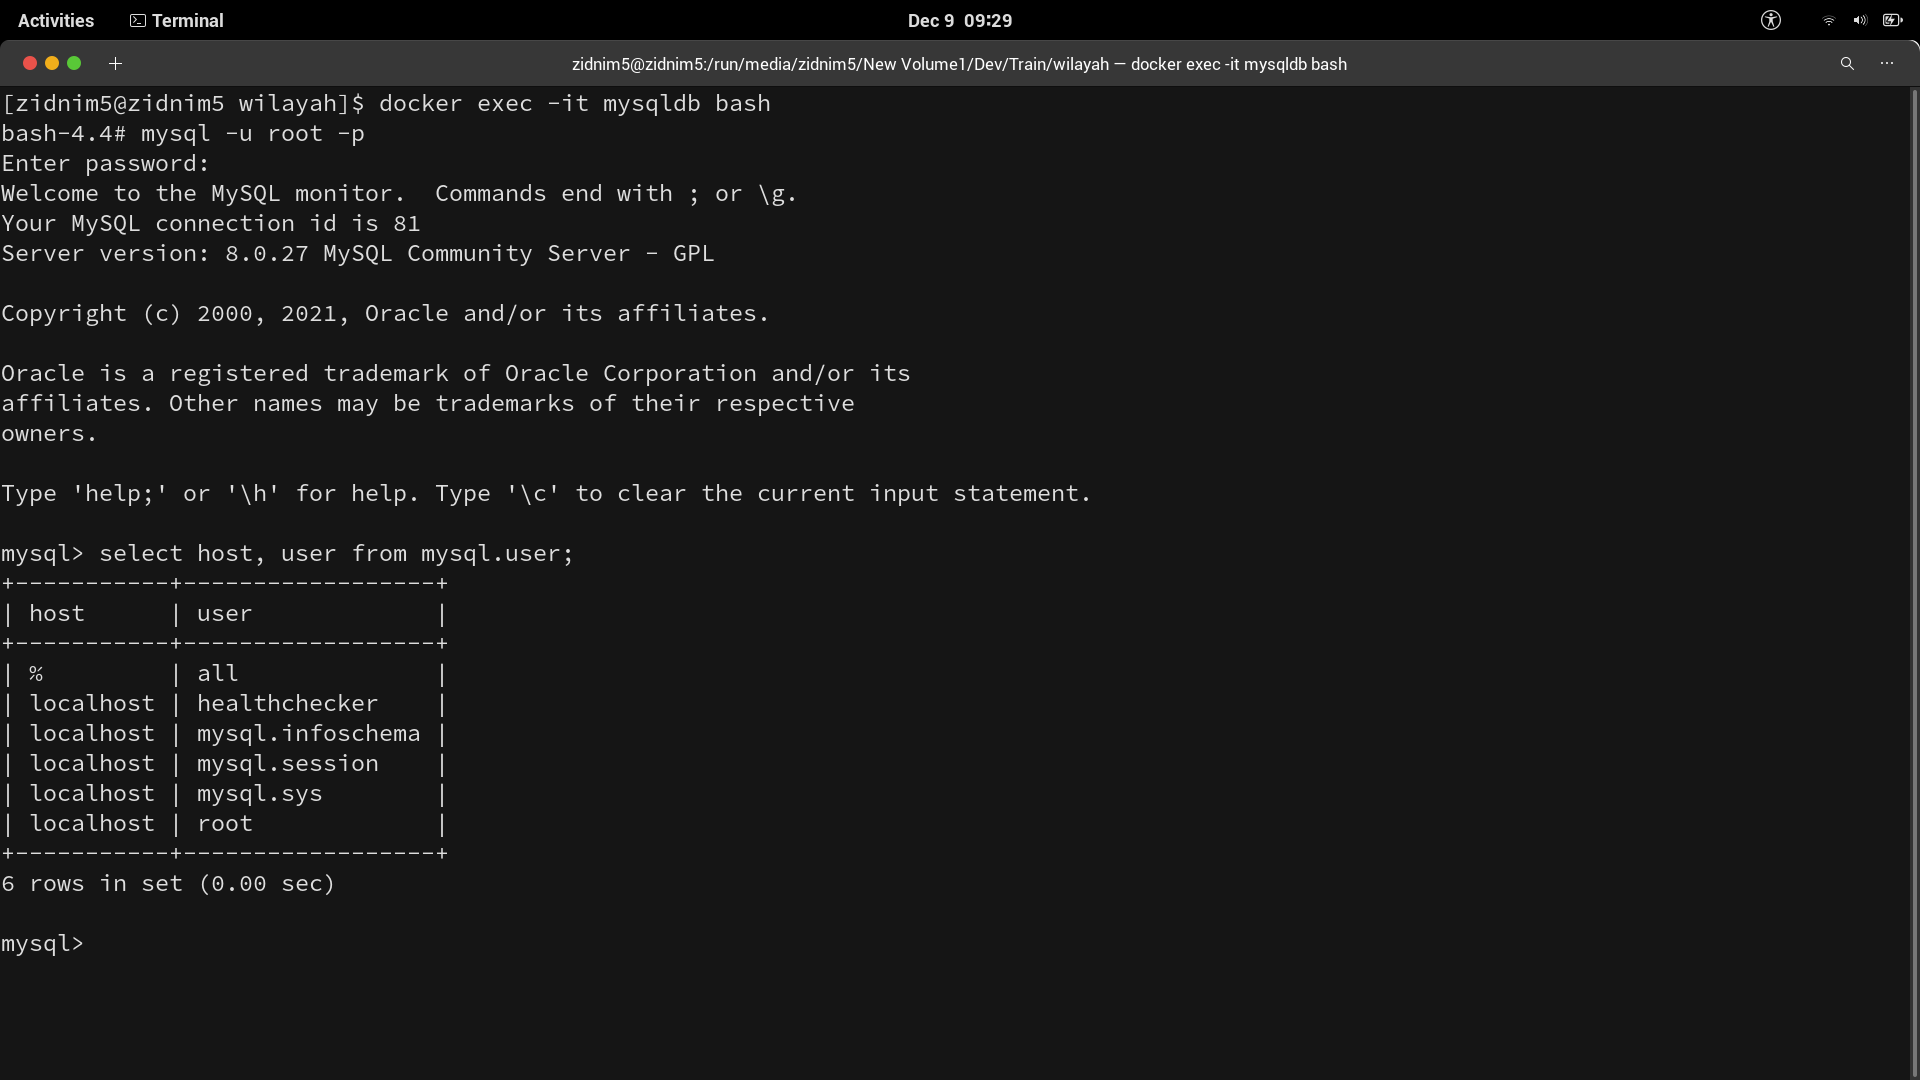 Activities Terminal Dec 9 09:29
zidnim5@zidnim5:/run/media/zidnim5/New Volume1/Dev/Train/wilayah — docker exec -it mysqldb bash
[zidnim5@zidnim5 wilayah]$ docker exec -it mysqldb bash
bash-4.4# mysql -u root -p
Enter password:
Welcome to the MySQL monitor.  Commands end with ; or \g.
Your MySQL connection id is 81
Server version: 8.0.27 MySQL Community Server - GPL

Copyright (c) 2000, 2021, Oracle and/or its affiliates.

Oracle is a registered trademark of Oracle Corporation and/or its
affiliates. Other names may be trademarks of their respective
owners.

Type 'help;' or '\h' for help. Type '\c' to clear the current input statement.

mysql> select host, user from mysql.user;
+-----------+------------------+
| host      | user             |
+-----------+------------------+
| %         | all              |
| localhost | healthchecker    |
| localhost | mysql.infoschema |
| localhost | mysql.session    |
| localhost | mysql.sys        |
| localhost | root             |
+-----------+------------------+
6 rows in set (0.00 sec)

mysql>